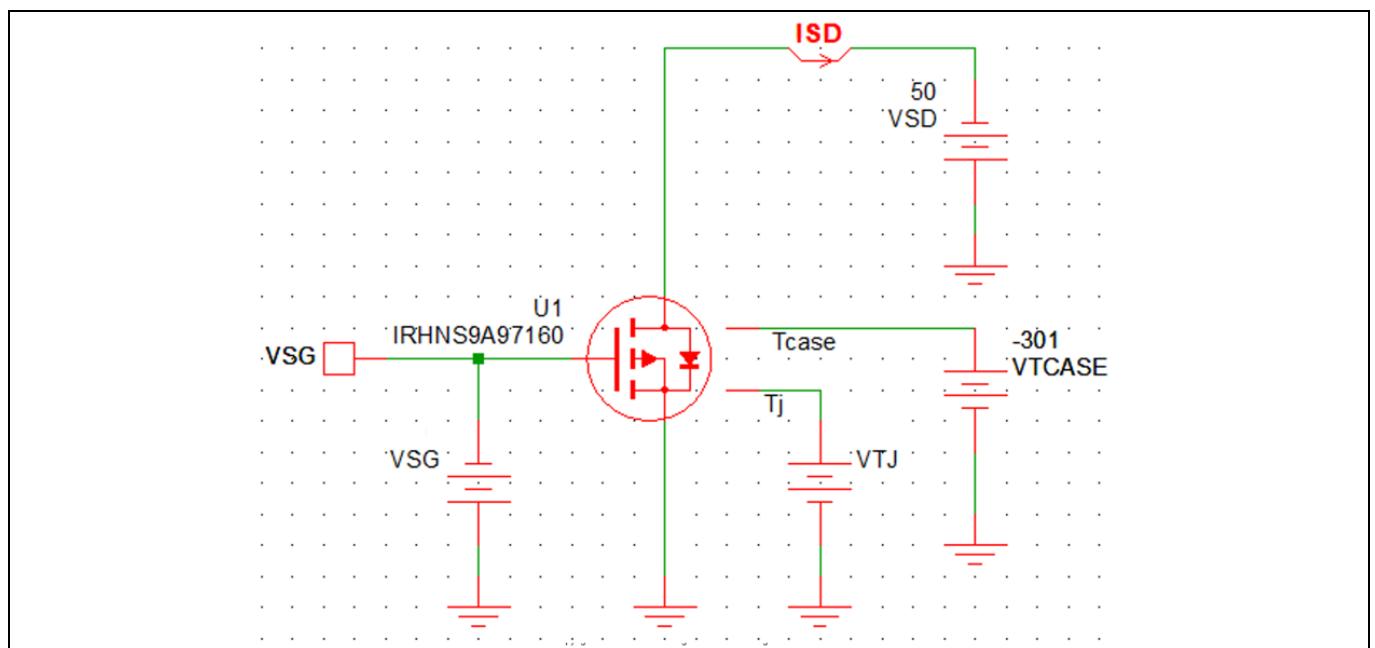 ISD
50
VSD
U1
IRHNS9A97160
VSG
Tcase
-301
VTCASE
Tj
VSG
VTJ